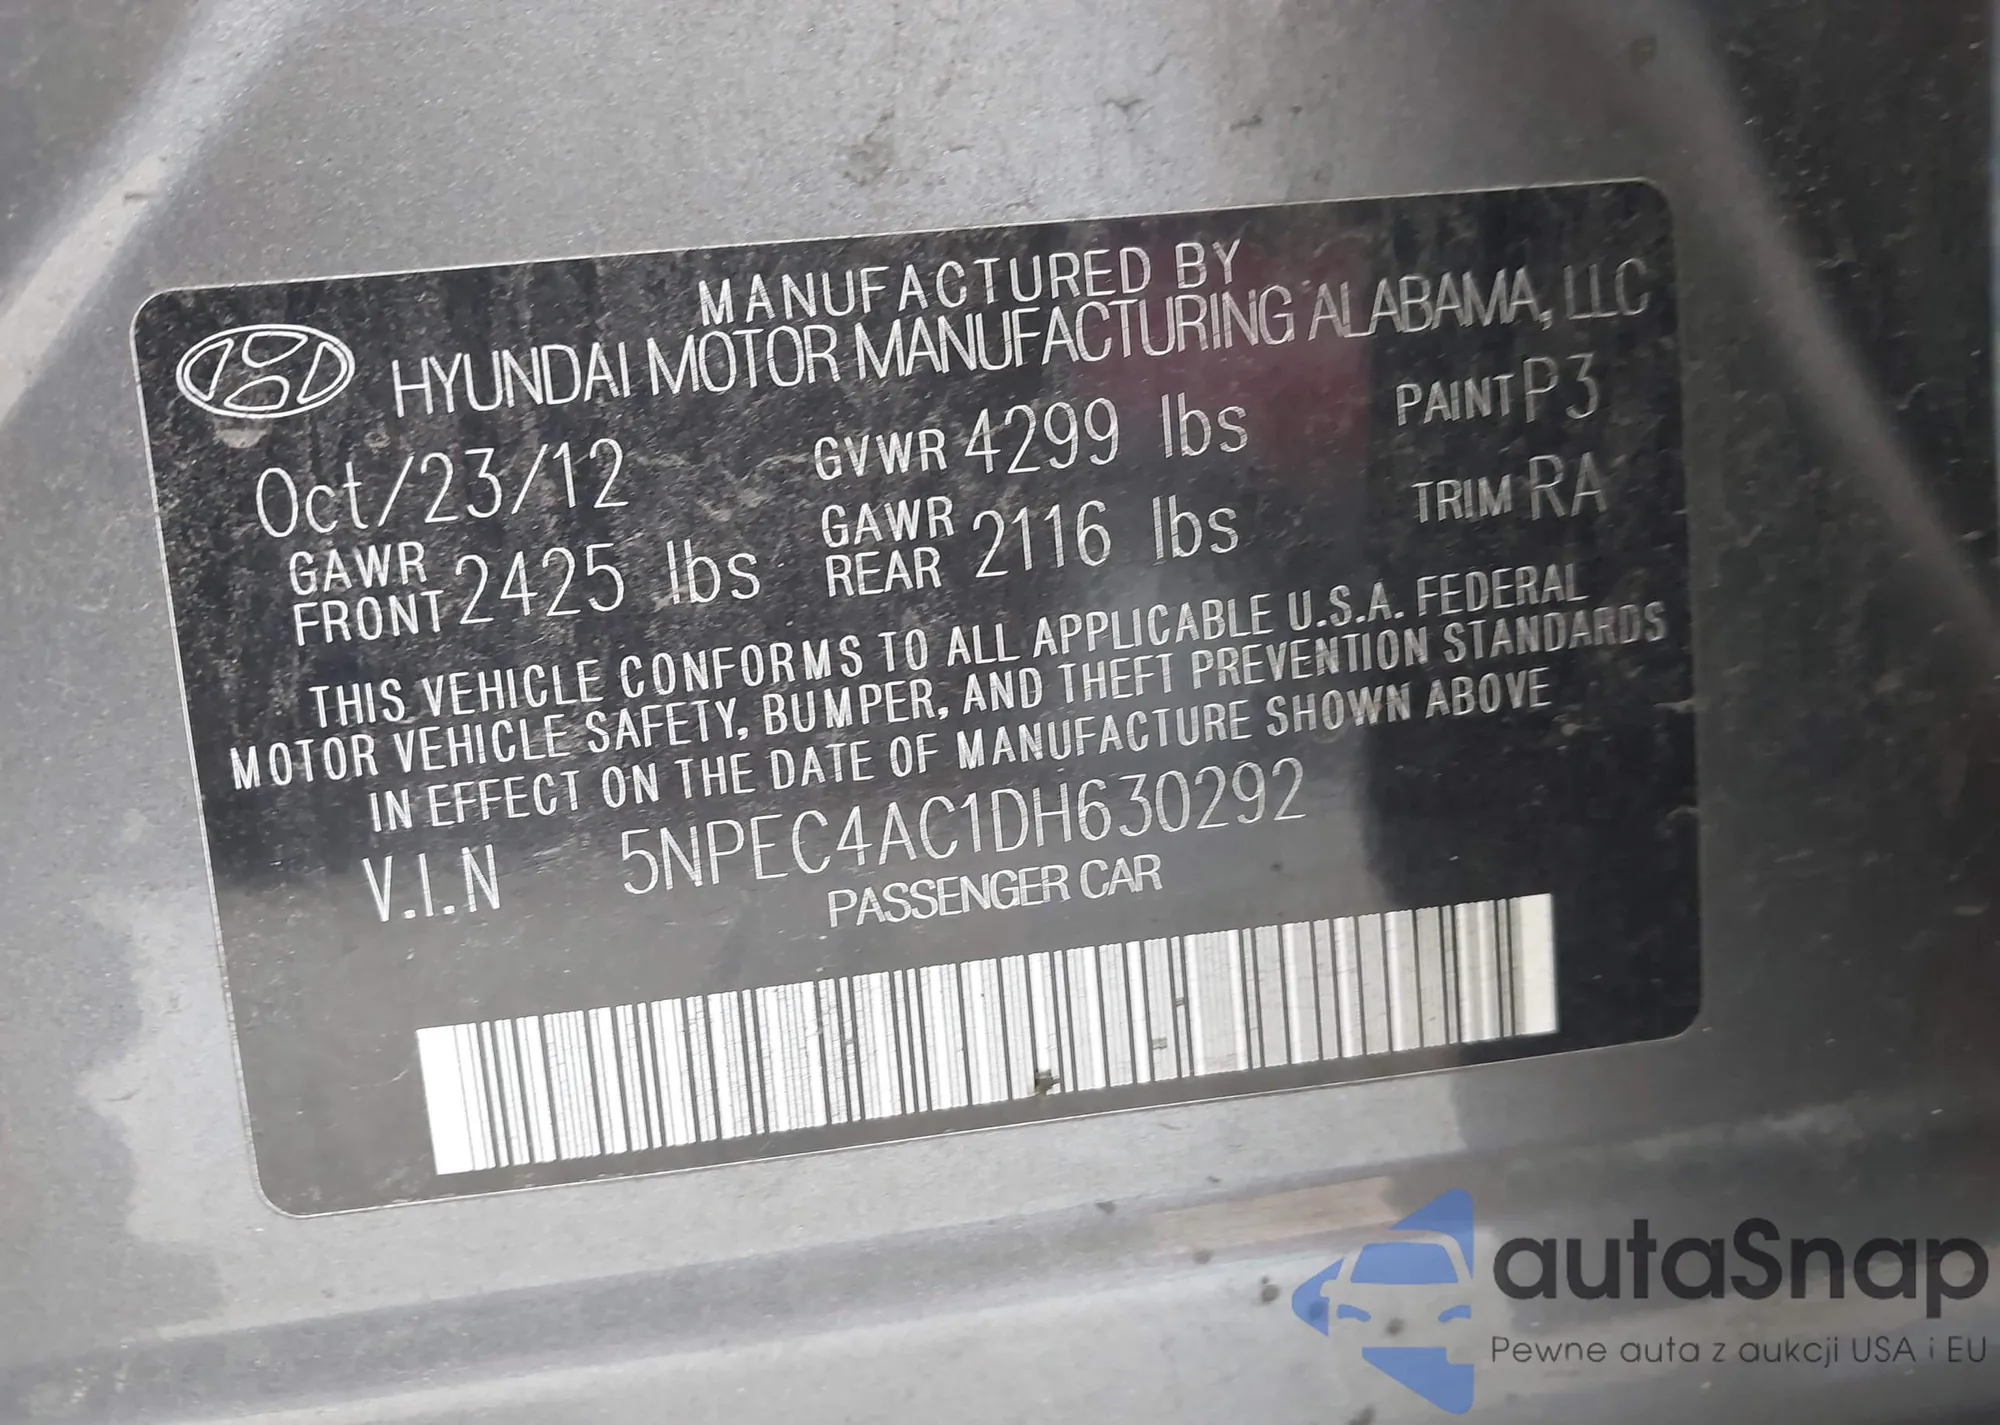 MANUFACTURED BY
HYUNDAI MOTOR MANUFACTURING ALABAMA, LLC
Oct/23/12 GVWR 4299 lbs PAINT P3
GAWR FRONT 2425 lbs GAWR REAR 2116 lbs TRIM RA
THIS VEHICLE CONFORMS TO ALL APPLICABLE U.S.A. FEDERAL
MOTOR VEHICLE SAFETY, BUMPER, AND THEFT PREVENTION STANDARDS
IN EFFECT ON THE DATE OF MANUFACTURE SHOWN ABOVE
V.I.N 5NPEC4AC1DH630292
PASSENGER CAR
autaSnap
Pewne auta z aukcji USA i EU